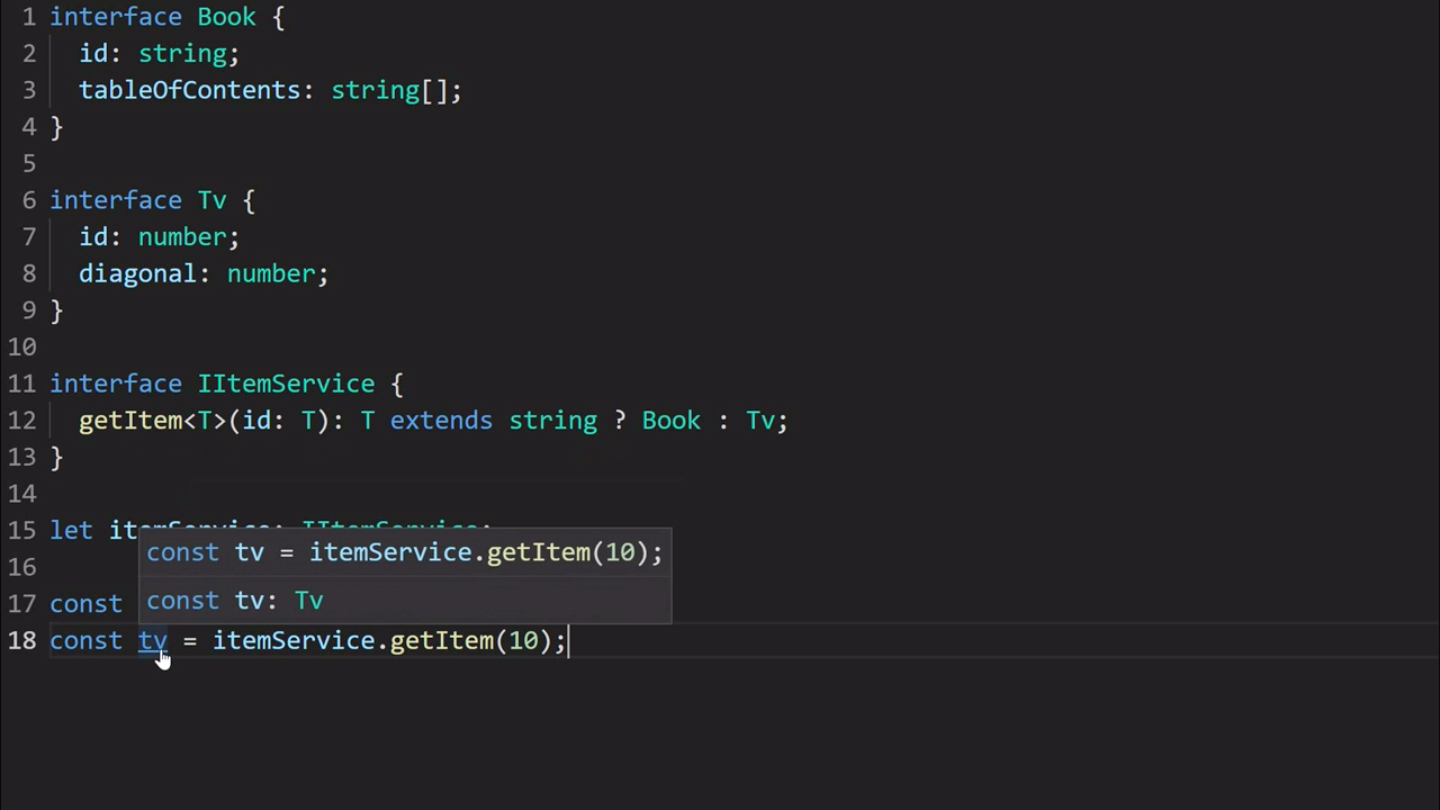 1 interface Book {
2 id: string;
3 tableOfContents: string[];
4 }
5
6 interface Tv {
7 id: number;
8 diagonal: number;
9 }
10
11 interface IItemService {
12 getItem<T>(id: T): T extends string ? Book : Tv;
13 }
14
15 let itemService: IItemService;
const tv = itemService.getItem(10);
16
17 const
const tv: Tv
18 const tv = itemService.getItem(10);